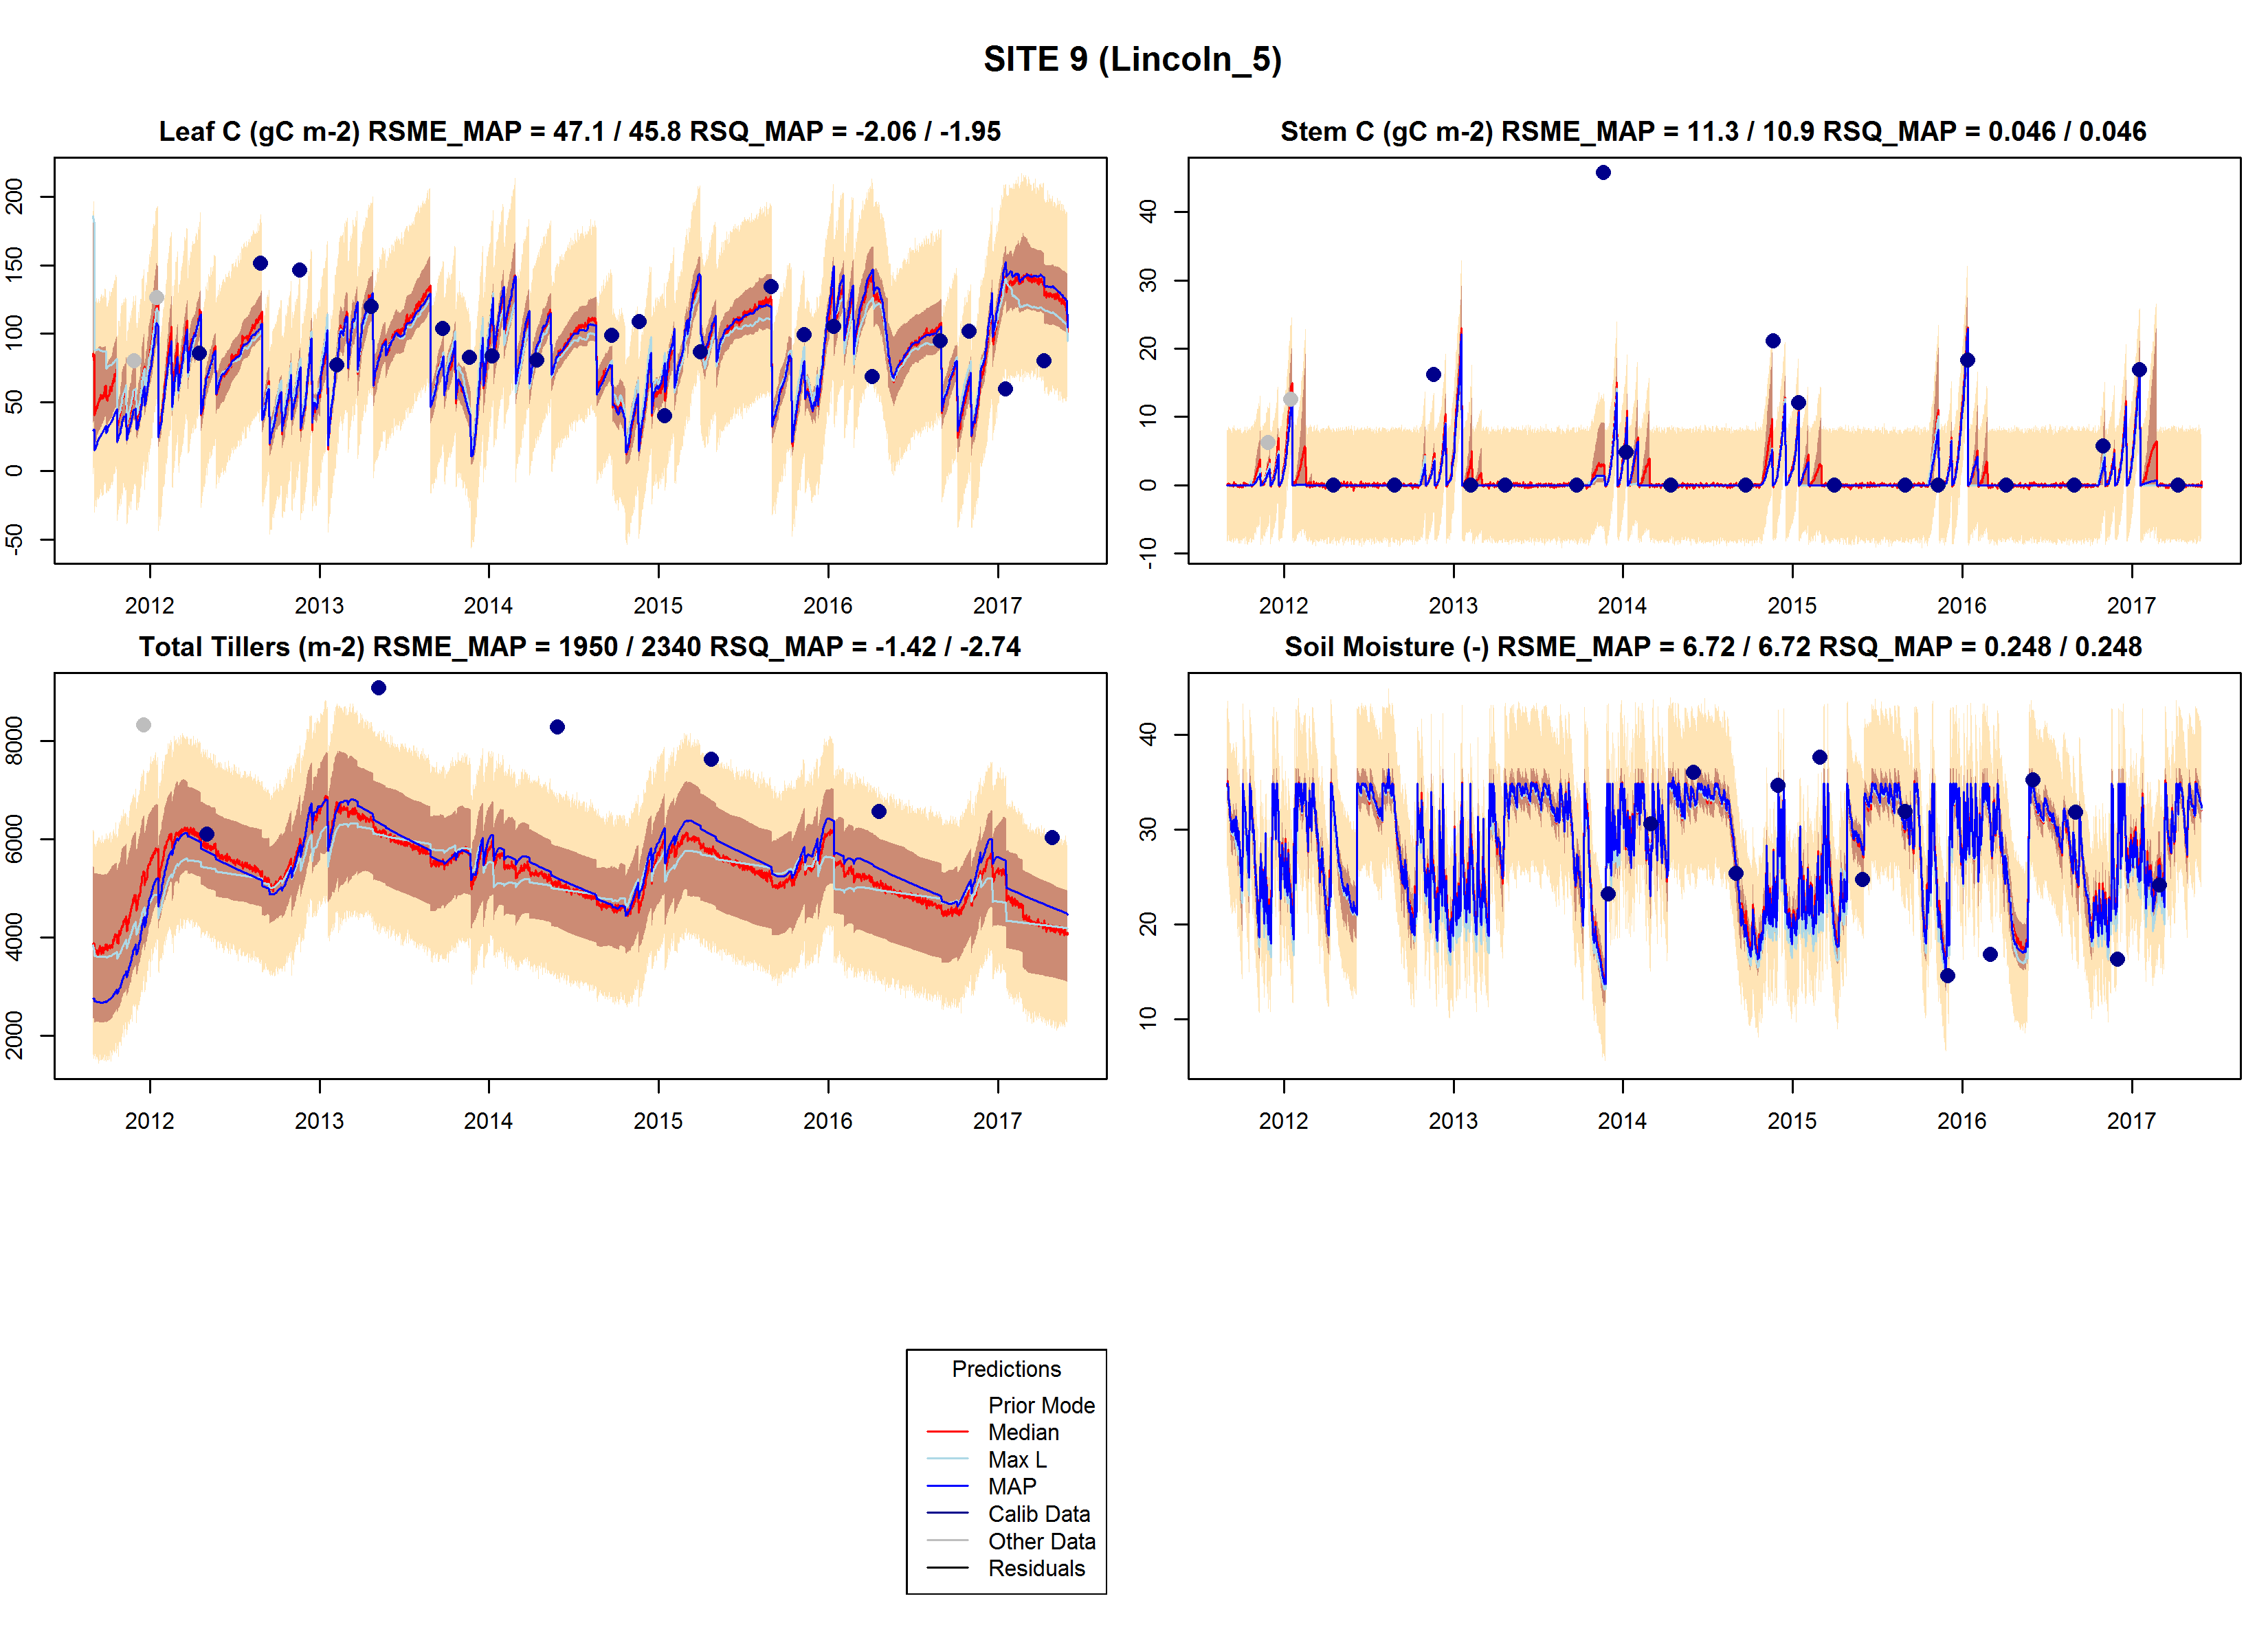 SITE 9 (Lincoln_5)
Leaf C (gC m-2) RSME_MAP = 47.1 / 45.8 RSQ_MAP = -2.06 / -1.95
200
150
100
50
0
-50
2012 2013 2014 2015 2016 2017
Stem C (gC m-2) RSME_MAP = 11.3 / 10.9 RSQ_MAP = 0.046 / 0.046
40
30
20
10
0
-10
2012 2013 2014 2015 2016 2017
Total Tillers (m-2) RSME_MAP = 1950 / 2340 RSQ_MAP = -1.42 / -2.74
8000
6000
4000
2000
2012 2013 2014 2015 2016 2017
Soil Moisture (-) RSME_MAP = 6.72 / 6.72 RSQ_MAP = 0.248 / 0.248
40
30
20
10
2012 2013 2014 2015 2016 2017
Predictions
Prior Mode
Median
Max L
MAP
Calib Data
Other Data
Residuals